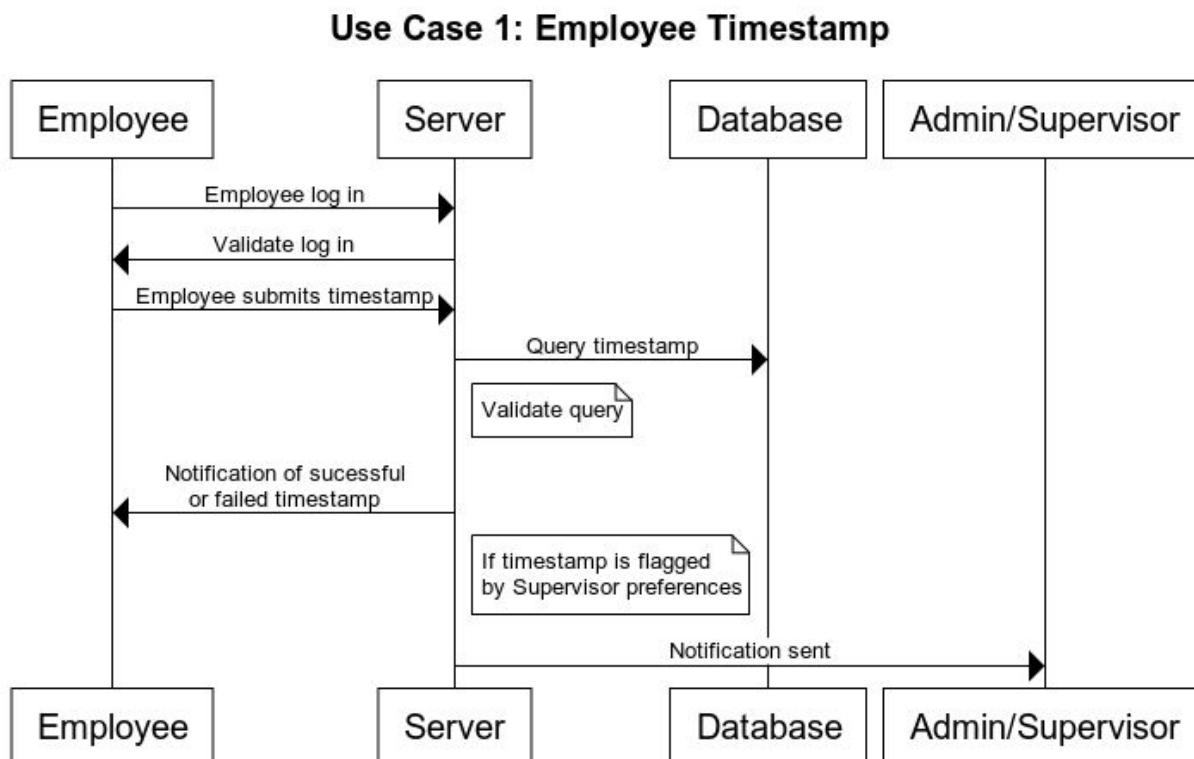 Use Case 1: Employee Timestamp
Employee
Server
Database
Admin/Supervisor
Employee log in
Validate log in
Employee submits timestamp
Query timestamp
Validate query
Notification of sucessful
or failed timestamp
If timestamp is flagged
by Supervisor preferences
Notification sent
Employee
Server
Database
Admin/Supervisor